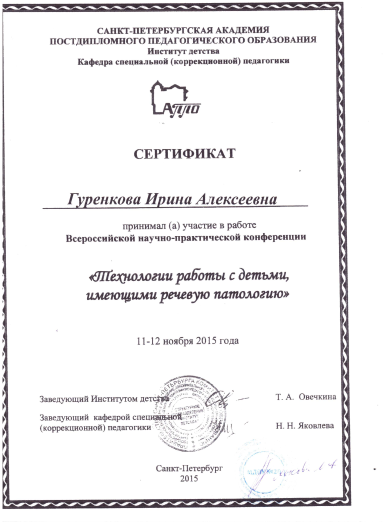 САНКТ-ПЕТЕРБУРГСКАЯ АКАДЕМИЯ
ПОСТДИПЛОМНОГО ПЕДАГОГИЧЕСКОГО ОБРАЗОВАНИЯ
Институт детства
Кафедра специальной (коррекционной) педагогики
АППО
СЕРТИФИКАТ
Гуренкова Ирина Алексеевна
принимал (а) участие в работе
Всероссийской научно-практической конференции
«Технологии работы с детьми,
имеющими речевую патологию»
11-12 ноября 2015 года
Заведующий Институтом детства Т. А. Овечкина
Заведующий кафедрой специальной
(коррекционной) педагогики Н. Н. Яковлева
Санкт-Петербург
2015